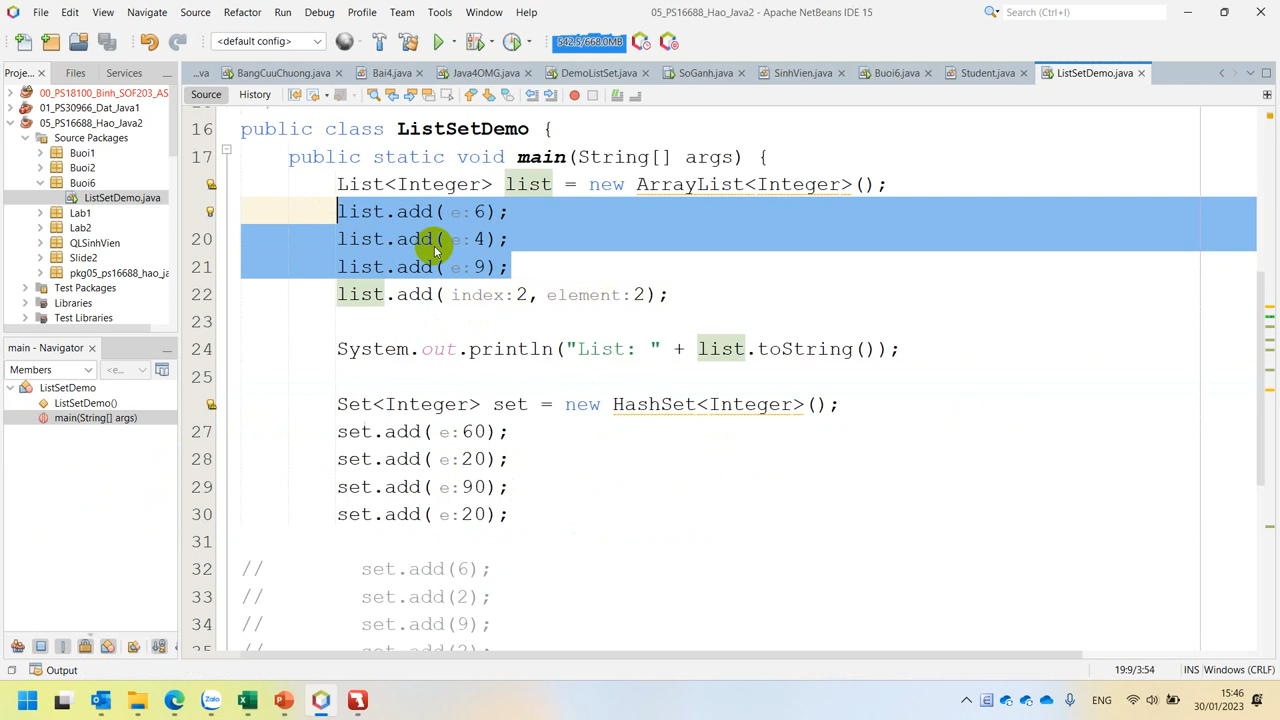 File Edit View Navigate Source Refactor Run Debug Profile Team Tools Window Help
05_PS16688_Hao_Java2 - Apache NetBeans IDE 15
Search (Ctrl+I)
<default config>
542.5/668.0MB
Proje...
Files
Services
...va
BangCuuChuong.java
Bai4.java
Java4OMG.java
DemoListSet.java
SoGanh.java
SinhVien.java
Buoi6.java
Student.java
ListSetDemo.java
Source
History
00_PS18100_Binh_SOF203_AS
01_PS30966_Dat_Java1
05_PS16688_Hao_Java2
Source Packages
Buoi1
Buoi2
Buoi6
ListSetDemo.java
Lab1
Lab2
QLSinhVien
Slide2
pkg05_ps16688_hao_ja
Test Packages
Libraries
Test Libraries
main - Navigator
Members
<e...
ListSetDemo
ListSetDemo()
main(String[] args)
16 public class ListSetDemo {
17 public static void main(String[] args) {
List<Integer> list = new ArrayList<Integer>();
list.add( e: 6);
20 list.add( e: 4);
21 list.add( e: 9);
22 list.add( index: 2, element: 2);
23
24 System.out.println("List: " + list.toString());
25
Set<Integer> set = new HashSet<Integer>();
27 set.add( e: 60);
28 set.add( e: 20);
29 set.add( e: 90);
30 set.add( e: 20);
31
32 // set.add(6);
33 // set.add(2);
34 // set.add(9);
35 // set.add(2);
Output
19:9/3:54
INS
Windows (CRLF)
Zalo
ENG
15:46
30/01/2023